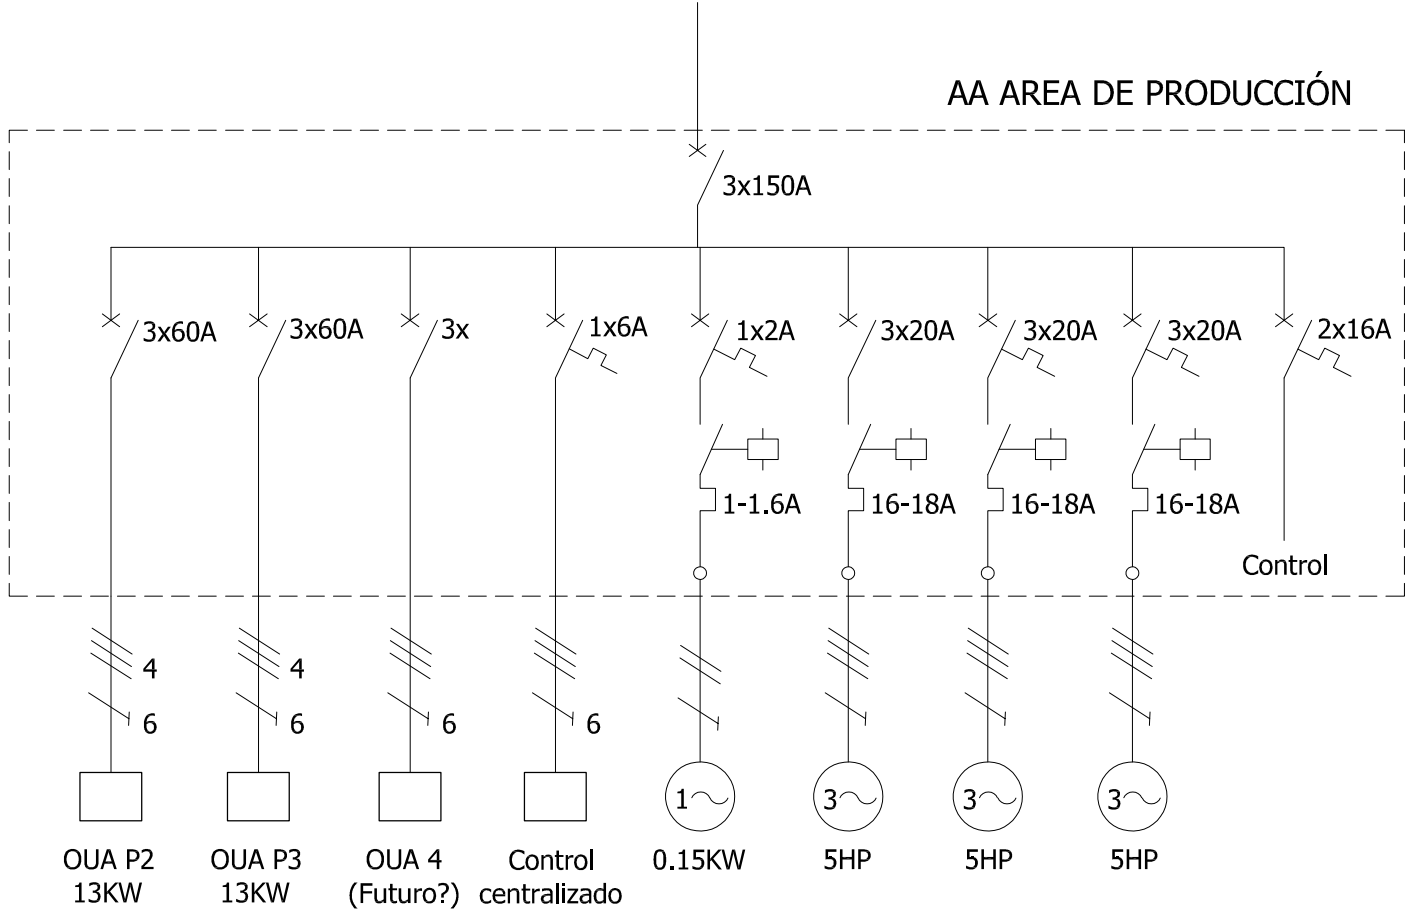 AA AREA DE PRODUCCIÓN
3x150A
3x60A
3x60A
3x
1x6A
1x2A
3x20A
3x20A
3x20A
2x16A
1-1.6A
16-18A
16-18A
16-18A
Control
4
4
6
6
6
6
1
3
3
3
OUA P2
13KW
OUA P3
13KW
OUA 4
(Futuro?)
Control
centralizado
0.15KW
5HP
5HP
5HP